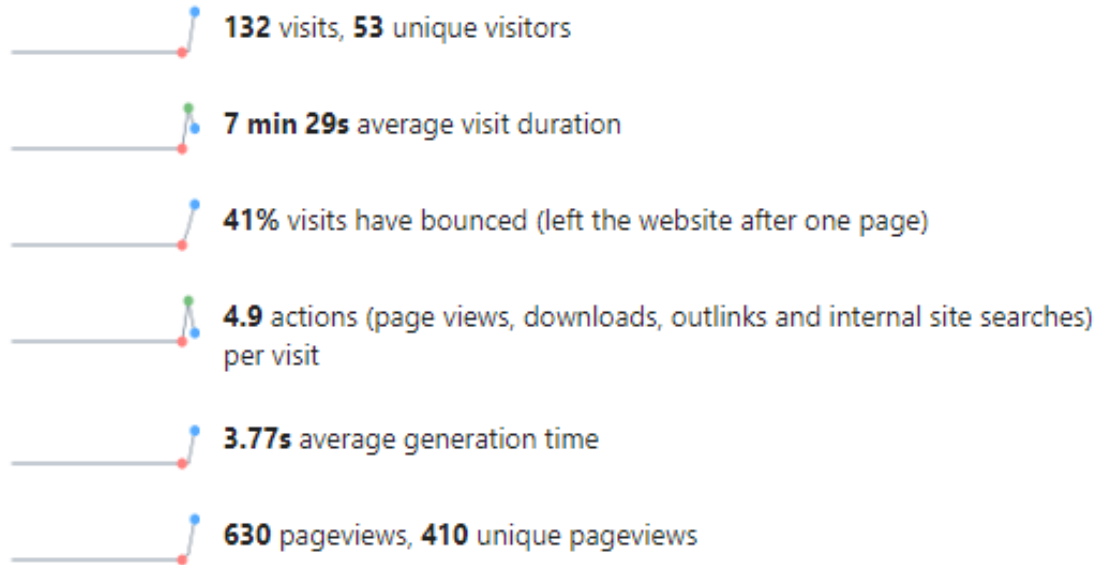 132 visits, 53 unique visitors
7 min 29s average visit duration
41% visits have bounced (left the website after one page)
4.9 actions (page views, downloads, outlinks and internal site searches)
per visit
3.77s average generation time
630 pageviews, 410 unique pageviews